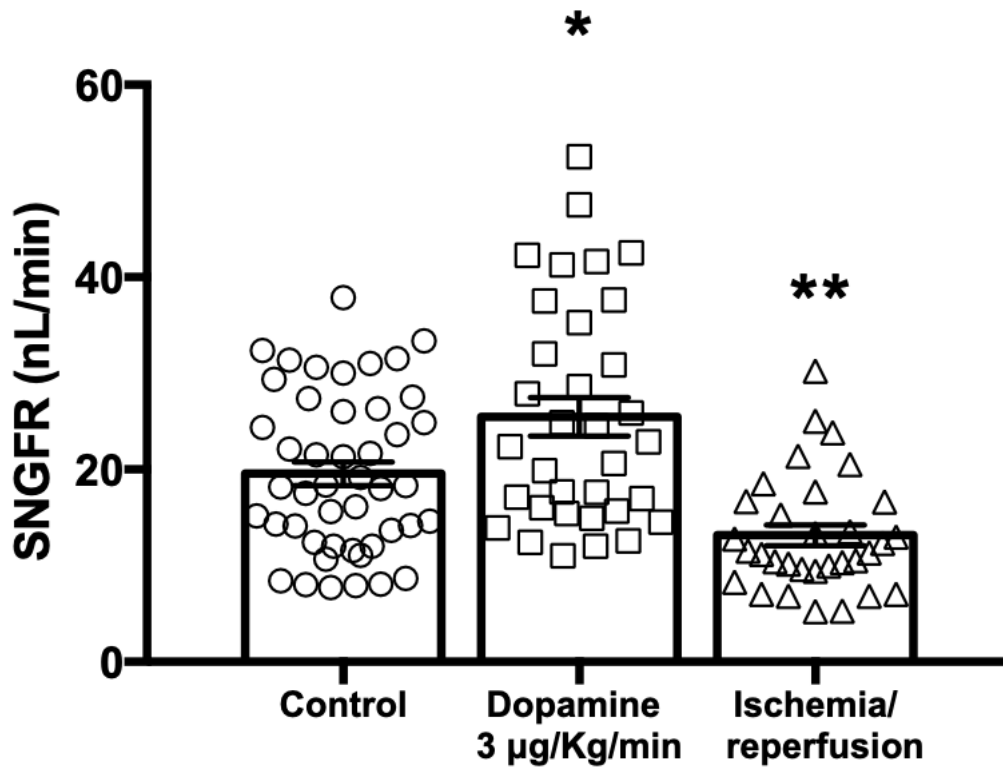 *
60
40
20
0
SNGFR (nL/min)
**
Control
Dopamine
3 µg/Kg/min
Ischemia/
reperfusion